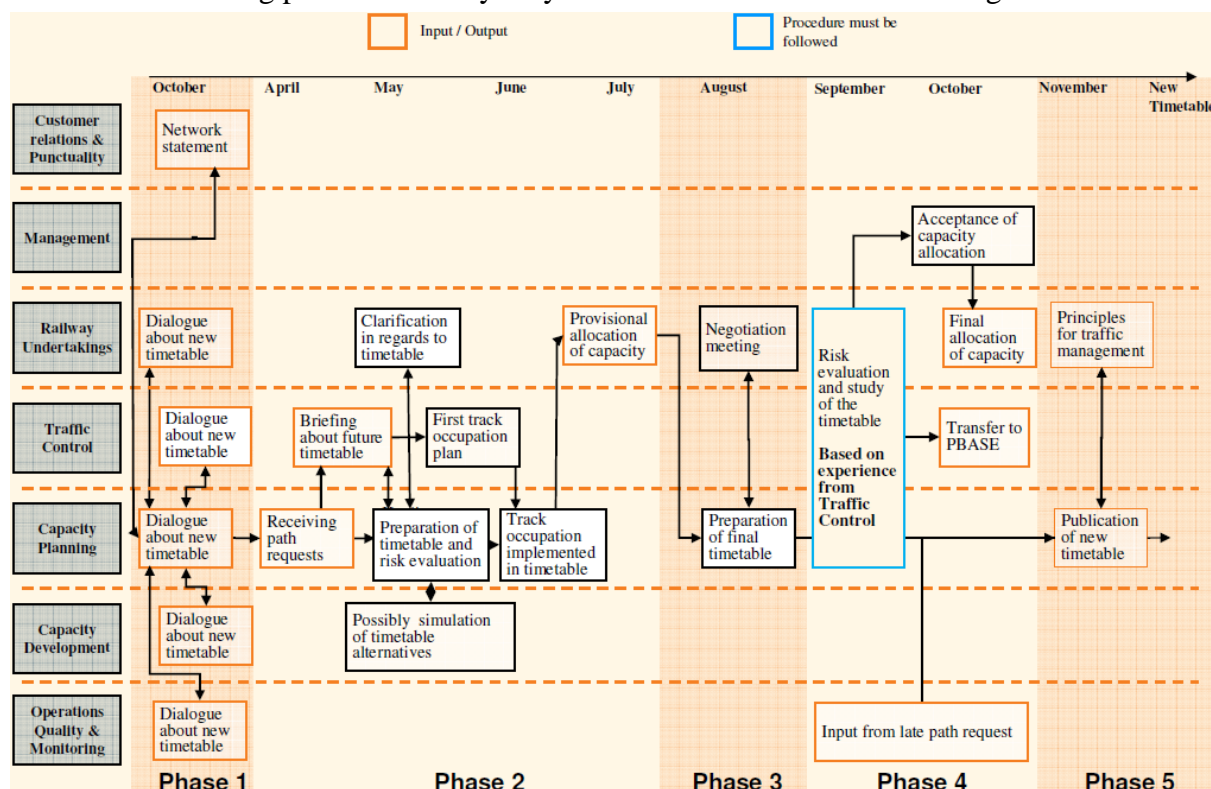 Input / Output
Procedure must be
followed
October
April
May
June
July
August
September
October
November
New
Timetable
Customer
relations &
Punctuality
Network
statement
Management
Acceptance of
capacity
allocation
Railway
Undertakings
Dialogue
about new
timetable
Clarification
in regards to
timetable
Provisional
allocation
of capacity
Negotiation
meeting
Risk
evaluation
and study
of the
timetable
Based on
experience
from
Traffic
Control
Final
allocation
of capacity
Principles
for traffic
management
Traffic
Control
Dialogue
about new
timetable
Briefing
about future
timetable
First track
occupation
plan
Transfer to
PBASE
Capacity
Planning
Dialogue
about new
timetable
Receiving
path
requests
Preparation of
timetable and
risk evaluation
Track
occupation
implemented
in timetable
Preparation
of final
timetable
Publication
of new
timetable
Capacity
Development
Dialogue
about new
timetable
Possibly simulation
of timetable
alternatives
Operations
Quality &
Monitoring
Dialogue
about new
timetable
Input from late path request
Phase 1
Phase 2
Phase 3
Phase 4
Phase 5